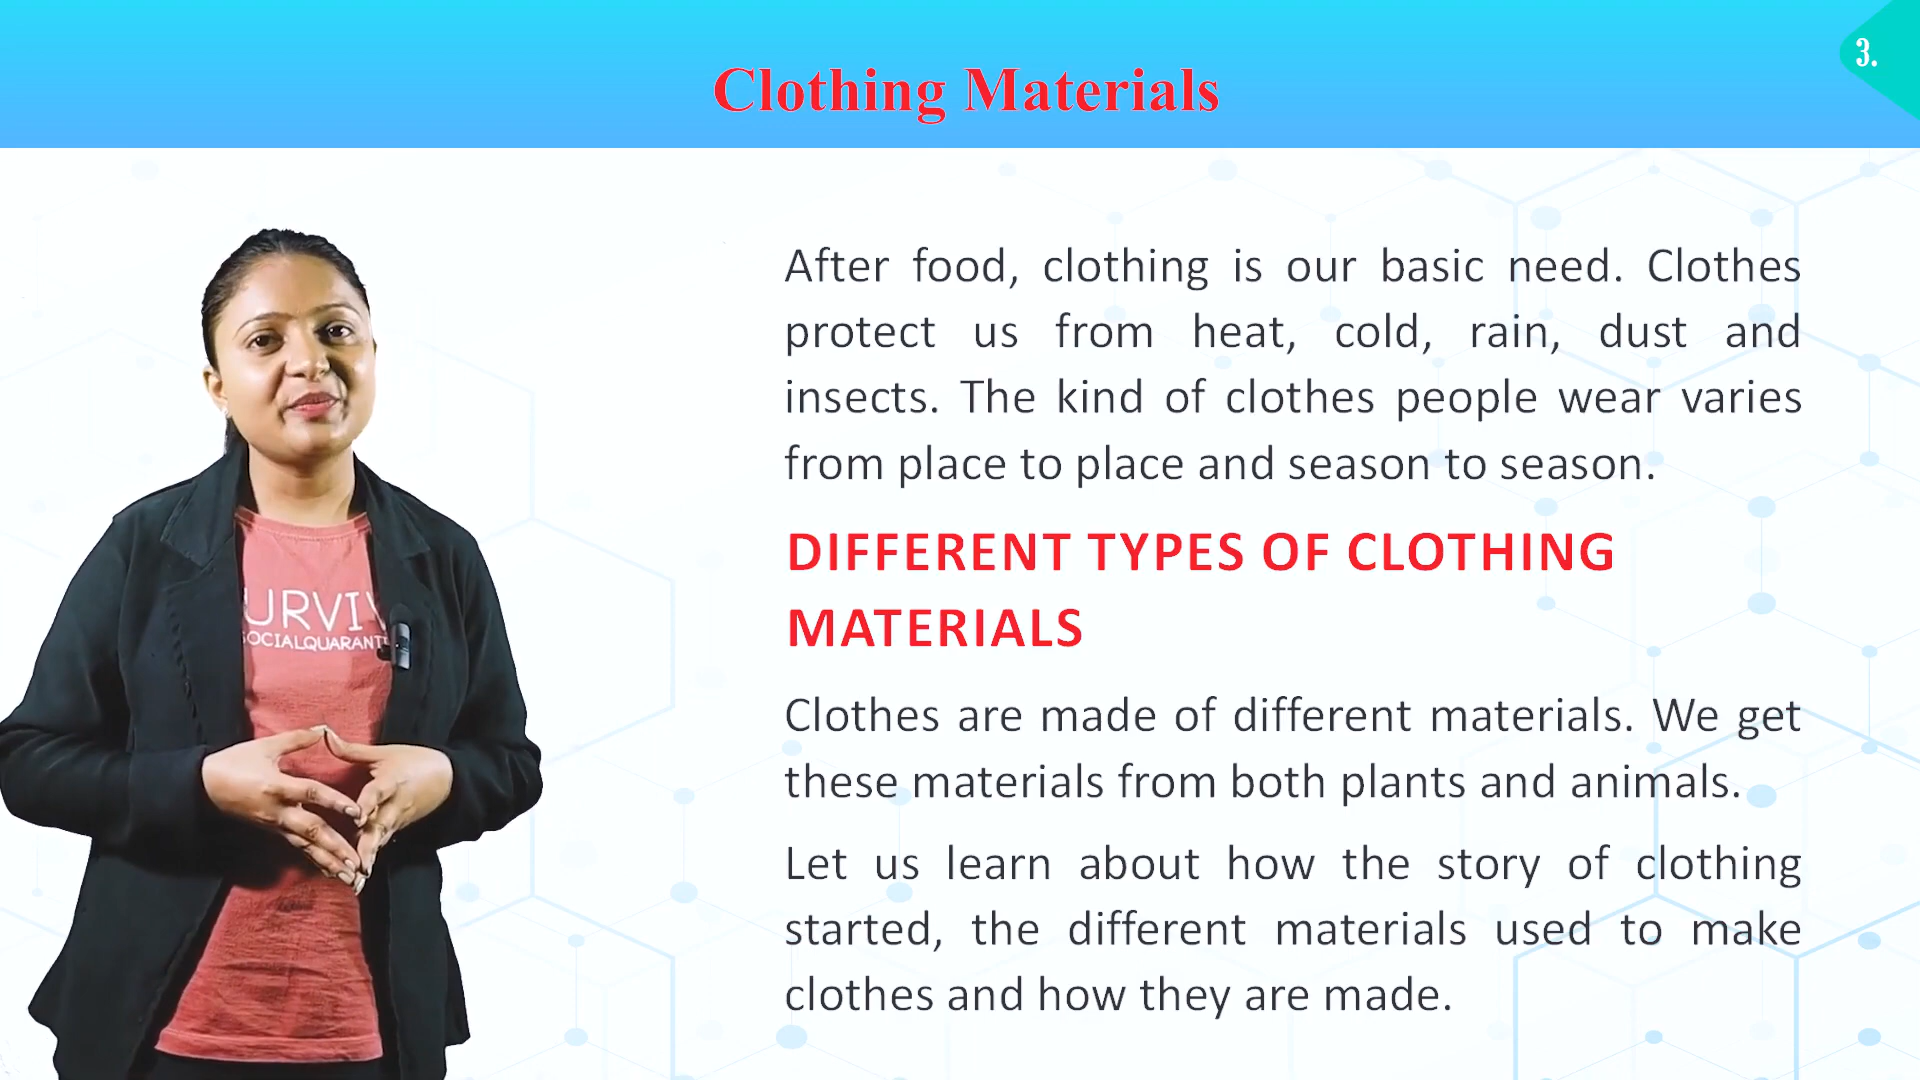 Clothing Materials
3.
After food, clothing is our basic need. Clothes
protect us from heat, cold, rain, dust and
insects. The kind of clothes people wear varies
from place to place and season to season.
DIFFERENT TYPES OF CLOTHING
MATERIALS
Clothes are made of different materials. We get
these materials from both plants and animals.
Let us learn about how the story of clothing
started, the different materials used to make
clothes and how they are made.
URVIV
SOCIALQUARANT